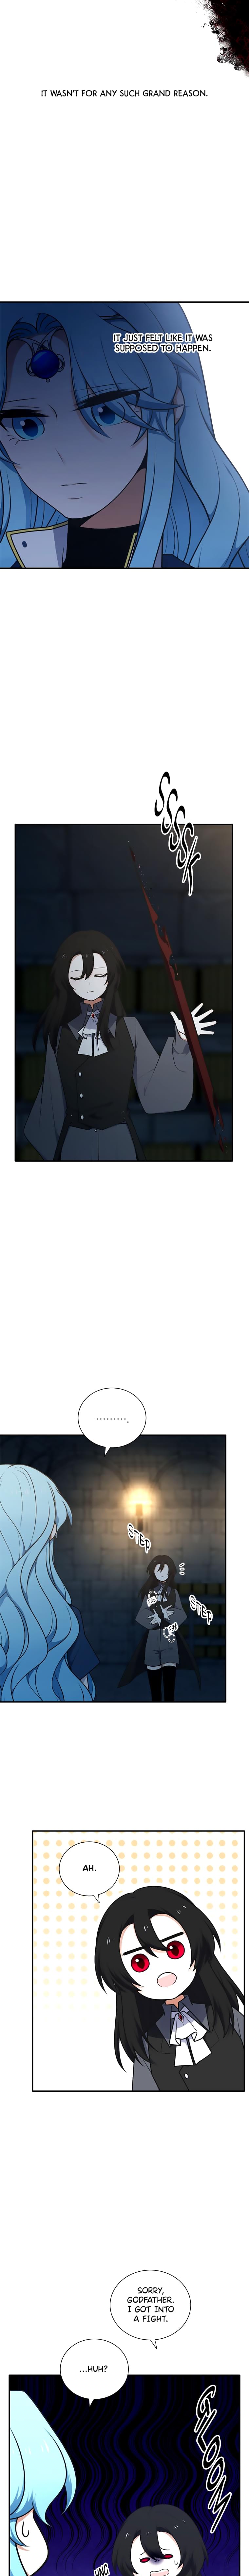 IT WASN'T FOR ANY SUCH GRAND REASON.
IT JUST FELT LIKE IT WAS
SUPPOSED TO HAPPEN.
SSSSK
..........
STEP
STEP
AH.
SORRY,
GODFATHER.
I GOT INTO
A FIGHT.
...HUH?
GLOOM